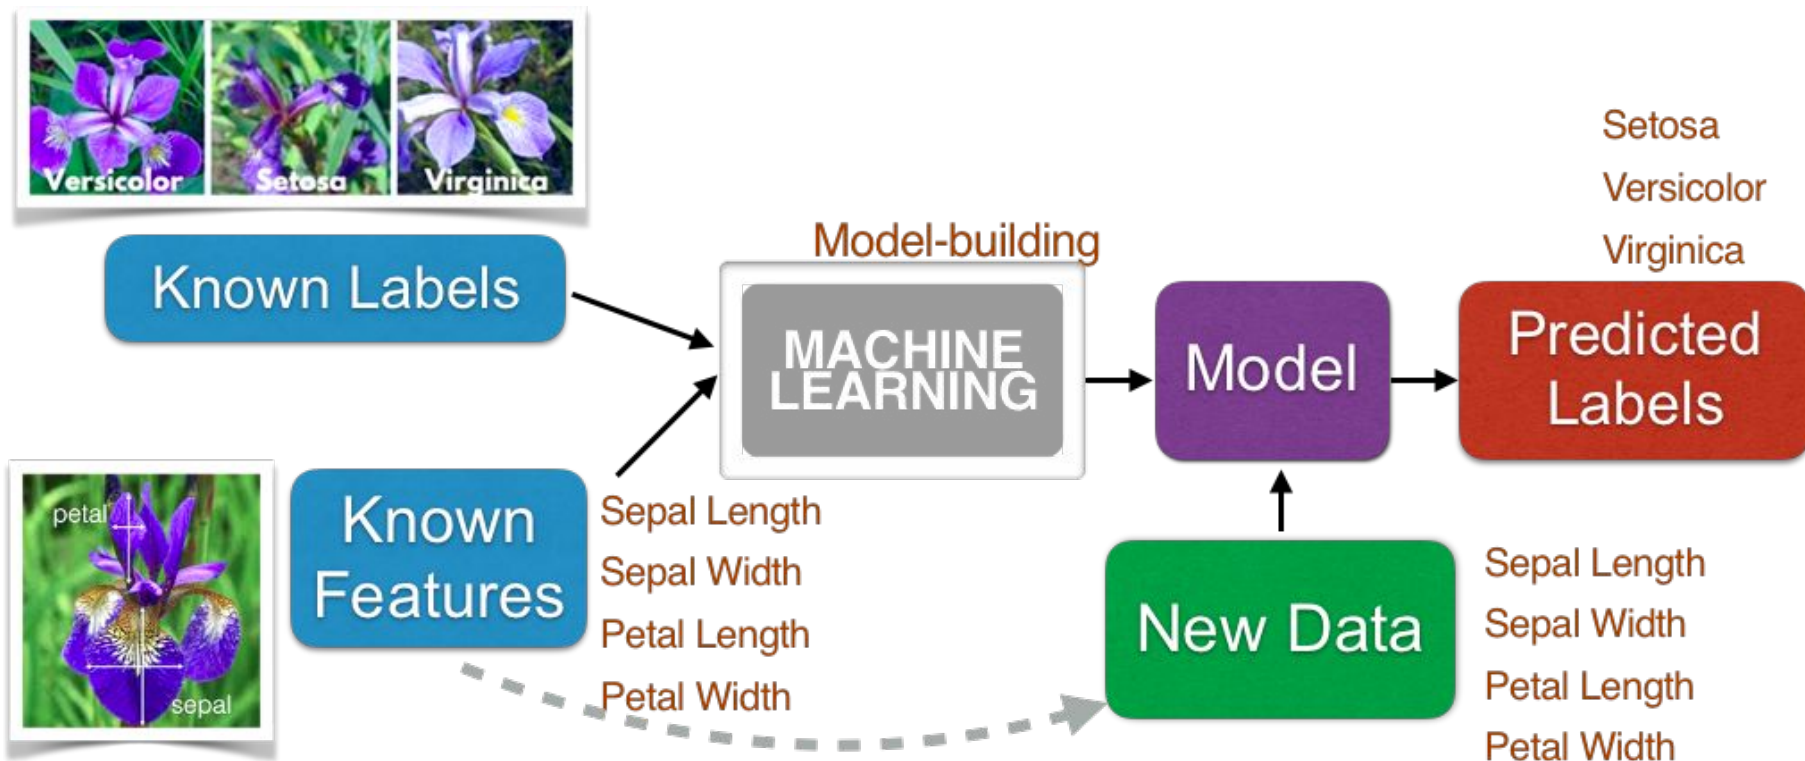 Versicolor
Setosa
Virginica
Known Labels
Model-building
MACHINE
LEARNING
Model
Setosa
Versicolor
Virginica
Predicted
Labels
petal
sepal
Known
Features
Sepal Length
Sepal Width
Petal Length
Petal Width
New Data
Sepal Length
Sepal Width
Petal Length
Petal Width